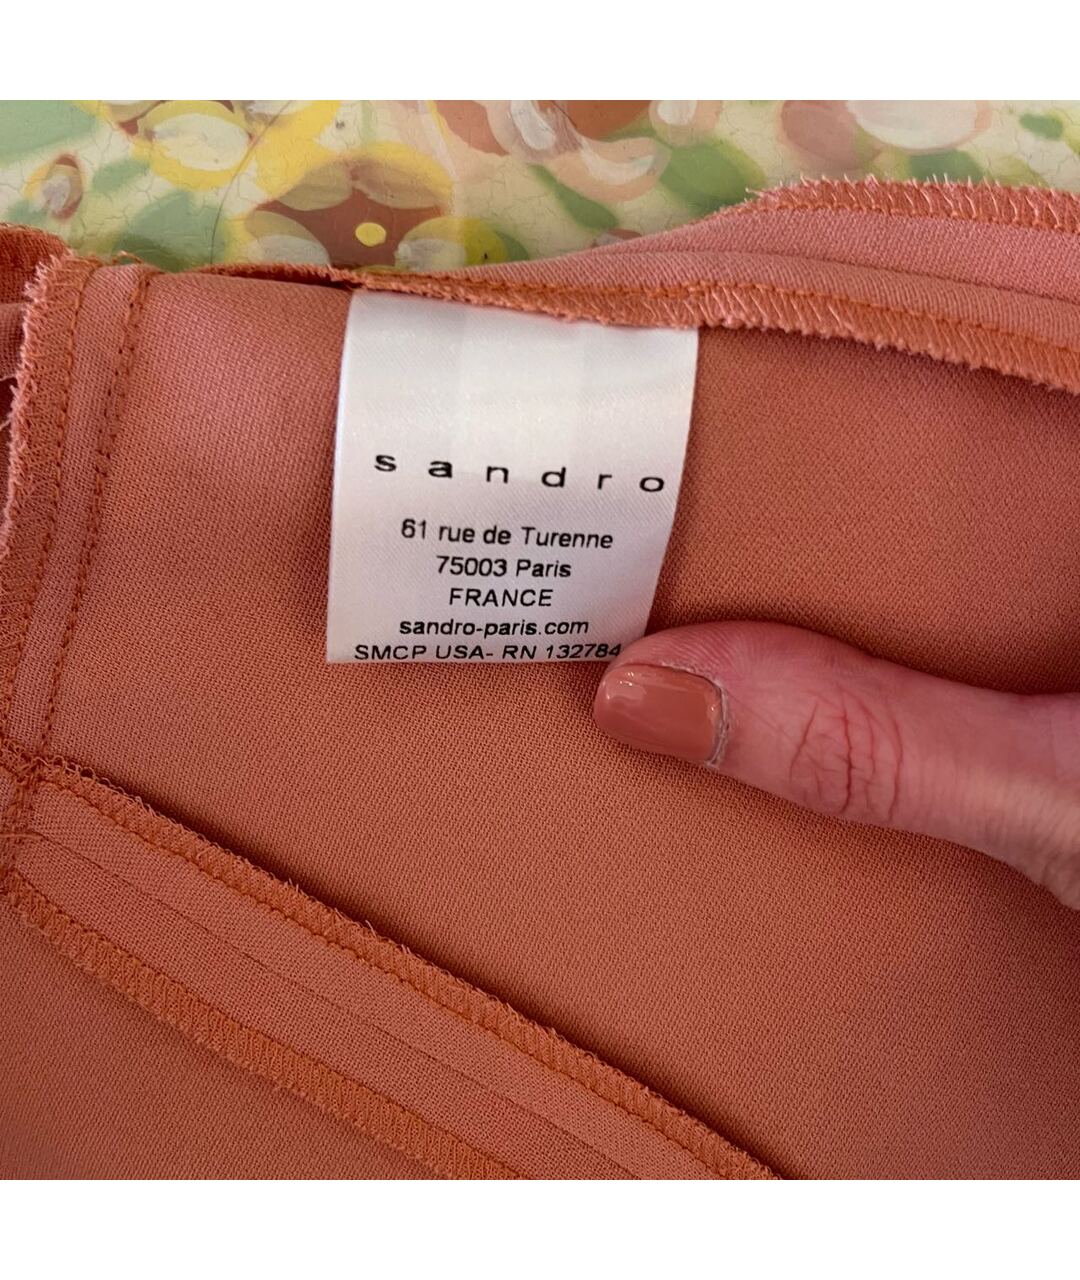 sandro
61 rue de Turenne
75003 Paris
FRANCE
sandro-paris.com
SMCP USA- RN 132784